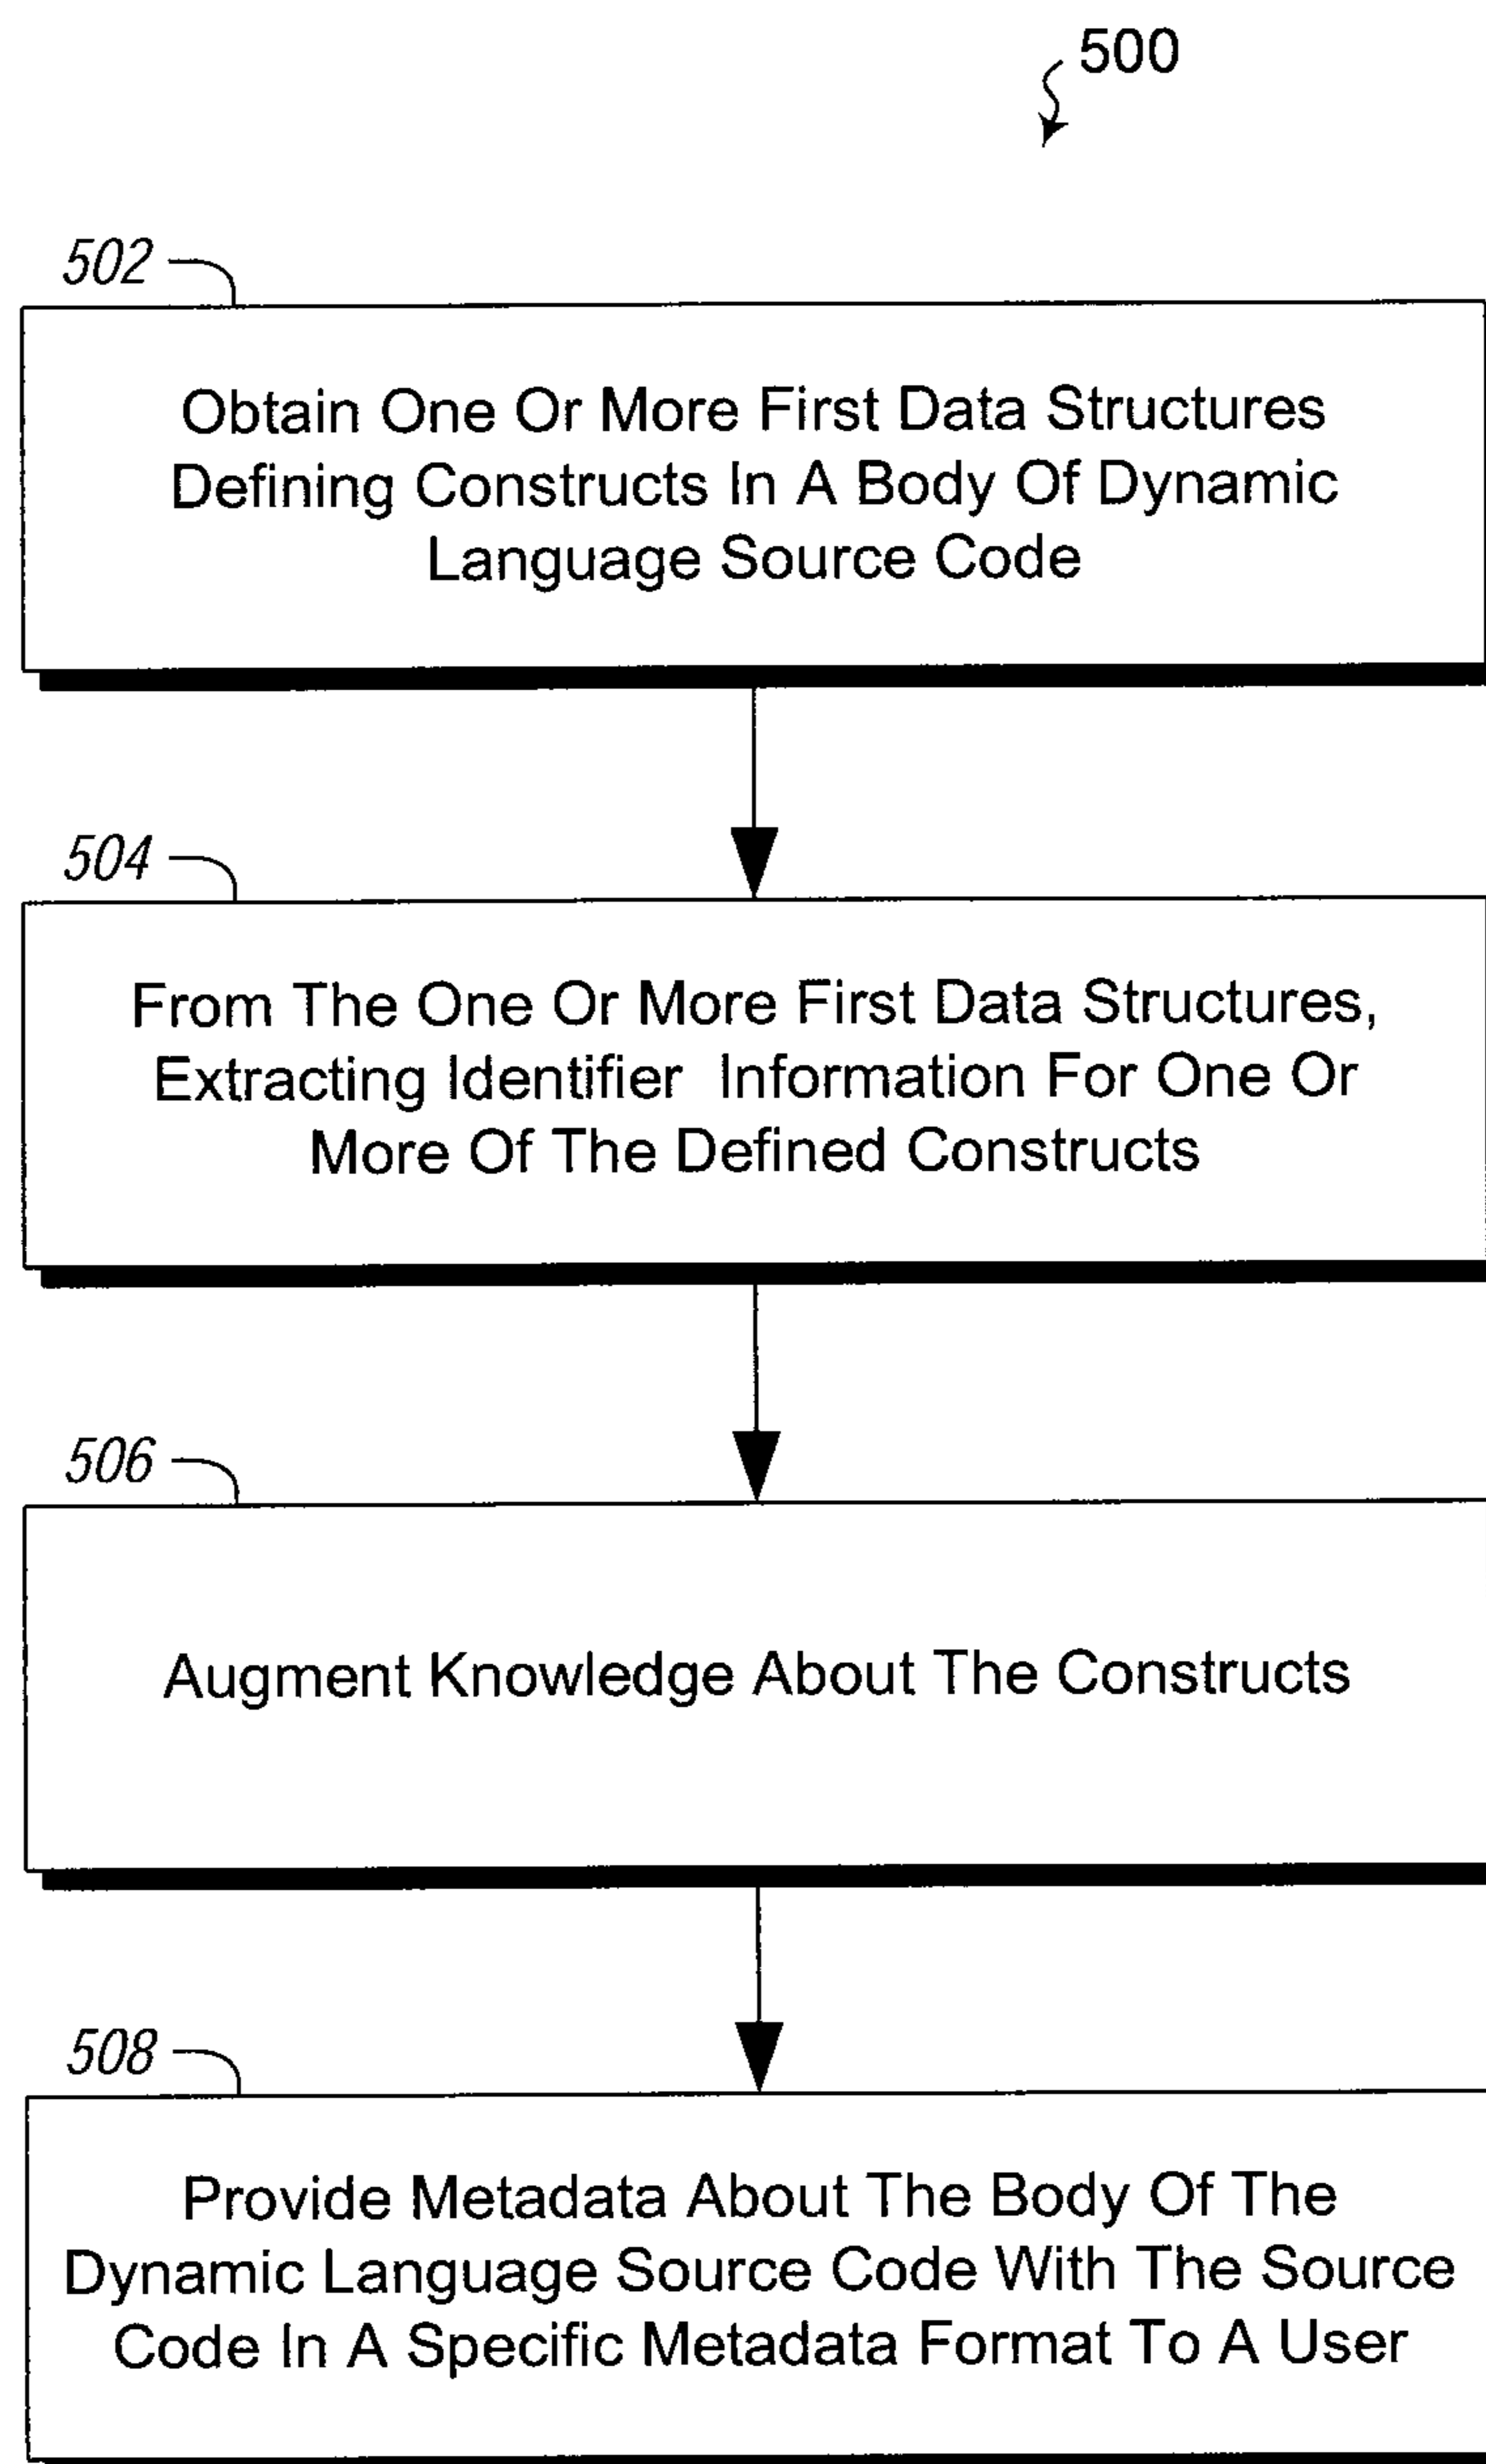 500
502
Obtain One Or More First Data Structures
Defining Constructs In A Body Of Dynamic
Language Source Code
504
From The One Or More First Data Structures,
Extracting Identifier Information For One Or
More Of The Defined Constructs
506
Augment Knowledge About The Constructs
508
Provide Metadata About The Body Of The
Dynamic Language Source Code With The Source
Code In A Specific Metadata Format To A User